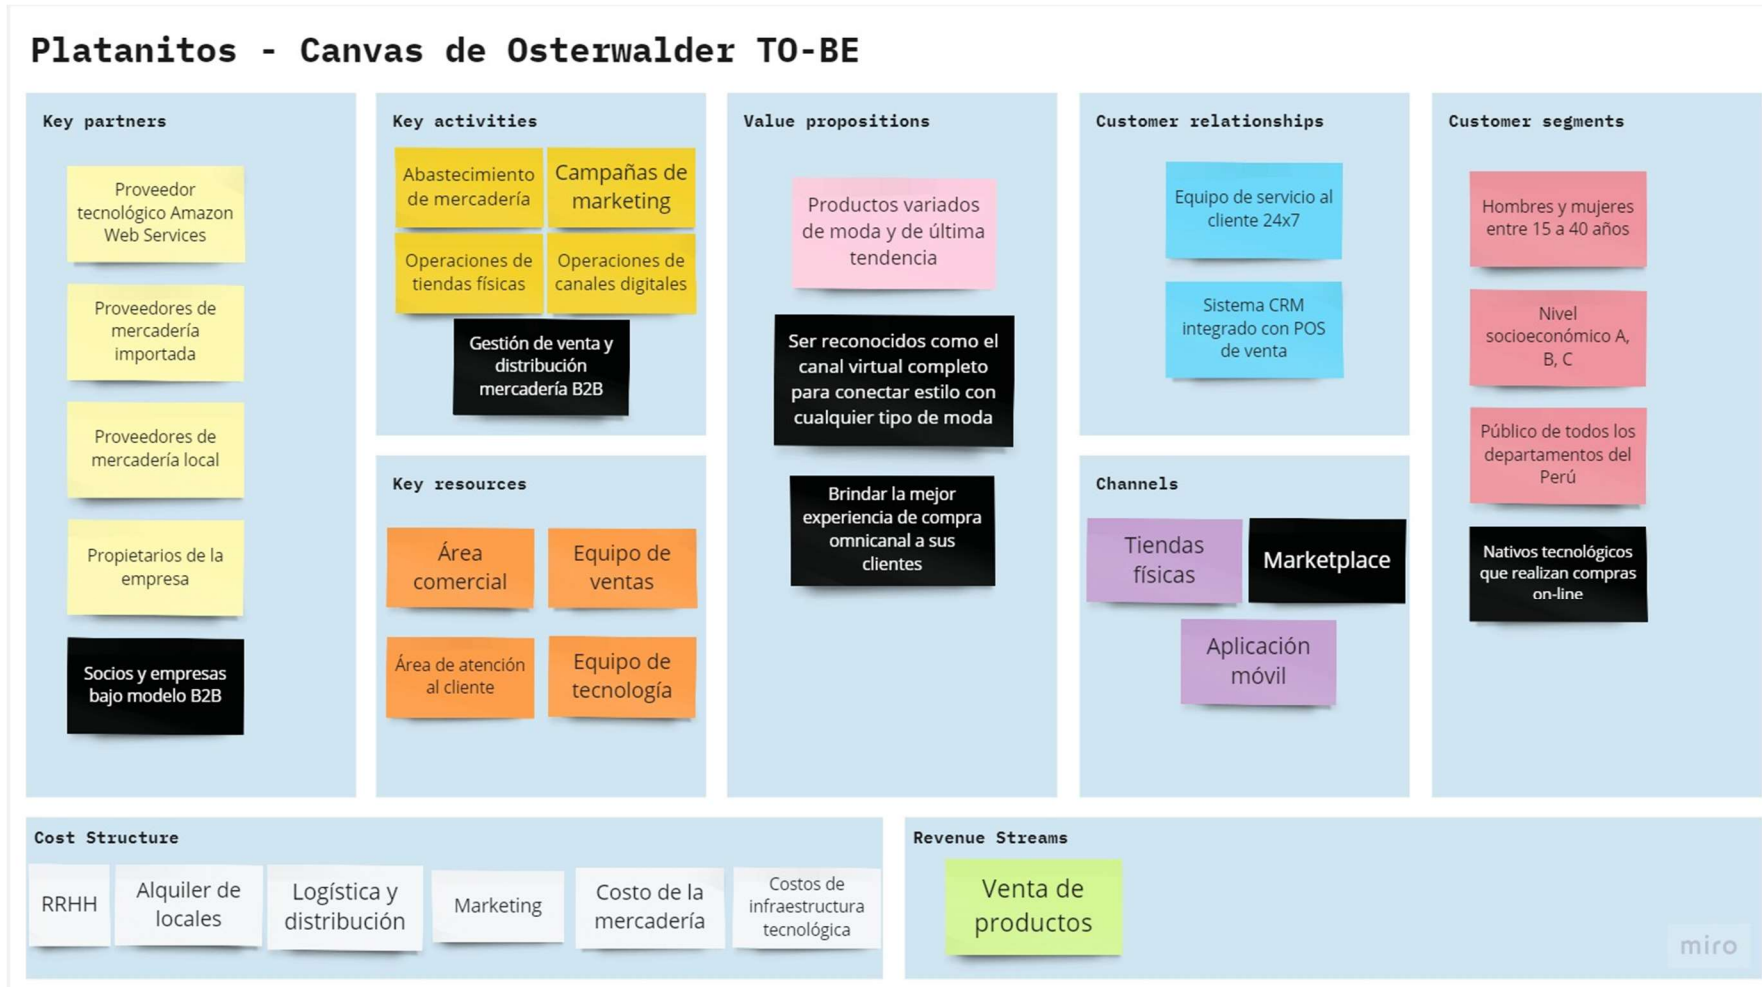 Platanitos - Canvas de Osterwalder TO-BE
Key partners
Proveedor
tecnológico Amazon
Web Services
Proveedores de
mercadería
importada
Proveedores de
mercadería local
Propietarios de la
empresa
Socios y empresas
bajo modelo B2B
Key activities
Abastecimiento
de mercadería
Campañas de
marketing
Operaciones de
tiendas físicas
Operaciones de
canales digitales
Gestión de venta y
distribución
mercadería B2B
Key resources
Área
comercial
Equipo de
ventas
Área de atención
al cliente
Equipo de
tecnología
Value propositions
Productos variados
de moda y de última
tendencia
Ser reconocidos como el
canal virtual completo
para conectar estilo con
cualquier tipo de moda
Brindar la mejor
experiencia de compra
omnicanal a sus
clientes
Customer relationships
Equipo de servicio al
cliente 24x7
Sistema CRM
integrado con POS
de venta
Channels
Tiendas
físicas
Marketplace
Aplicación
móvil
Customer segments
Hombres y mujeres
entre 15 a 40 años
Nivel
socioeconómico A,
B, C
Público de todos los
departamentos del
Perú
Nativos tecnológicos
que realizan compras
on-line
Cost Structure
RRHH
Alquiler de
locales
Logística y
distribución
Marketing
Costo de la
mercadería
Costos de
infraestructura
tecnológica
Revenue Streams
Venta de
productos
miro